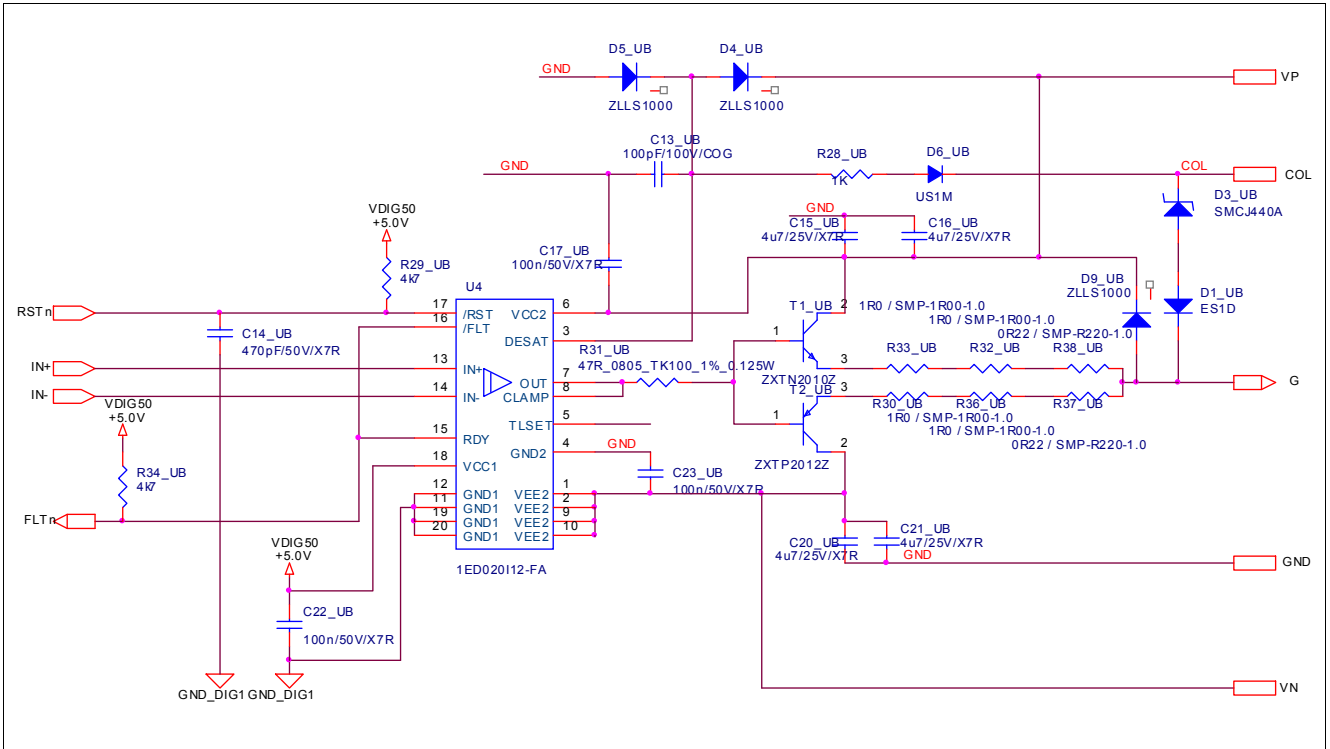 D5_UB
D4_UB
GND
VP
ZLLS1000
ZLLS1000
C13_UB
100pF/100V/COG
GND
R28_UB
1K
D6_UB
US1M
COL
COL
D3_UB
SMCJ440A
VDIG50
+5.0V
GND
C15_UB
4u7/25V/X7R
C16_UB
4u7/25V/X7R
R29_UB
4k7
C17_UB
100n/50V/X7R
D9_UB
ZLLS1000
D1_UB
ES1D
U4
RSTn
17
/RST
16
/FLT
6
VCC2
3
DESAT
T1_UB
2
1
3
ZXTN2010Z
1R0 / SMP-1R00-1.0
1R0 / SMP-1R00-1.0
0R22 / SMP-R220-1.0
C14_UB
470pF/50V/X7R
R31_UB
47R_0805_TK100_1%_0.125W
R33_UB
R32_UB
R38_UB
IN+
13
IN+
IN-
14
IN-
7
OUT
8
CLAMP
G
T2_UB
3
1
2
ZXTP2012Z
R30_UB
R36_UB
R37_UB
1R0 / SMP-1R00-1.0
1R0 / SMP-1R00-1.0
0R22 / SMP-R220-1.0
VDIG50
+5.0V
5
TLSET
15
RDY
4
GND2
GND
18
VCC1
R34_UB
4k7
C23_UB
100n/50V/X7R
12
GND1
11
GND1
19
GND1
20
GND1
1
VEE2
2
VEE2
9
VEE2
10
VEE2
FLTn
VDIG50
+5.0V
C20_UB
4u7/25V/X7R
C21_UB
4u7/25V/X7R
GND
GND
1ED020I12-FA
C22_UB
100n/50V/X7R
GND_DIG1
GND_DIG1
VN